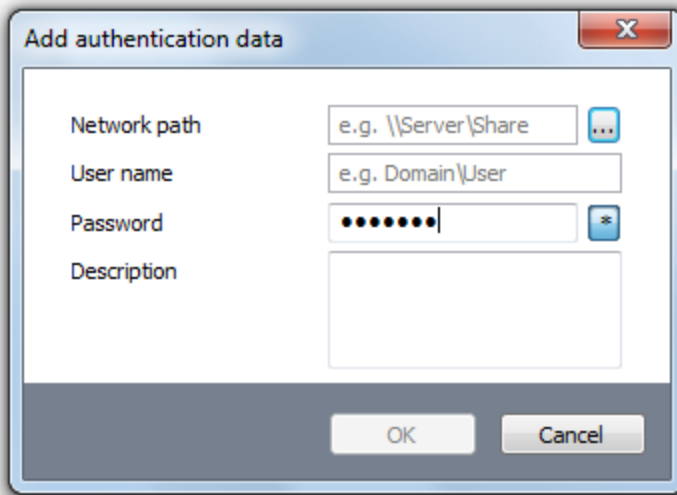 Add authentication data
Network path e.g. \\Server\Share ...
User name e.g. Domain\User
Password ●●●●●●● *
Description
OK Cancel